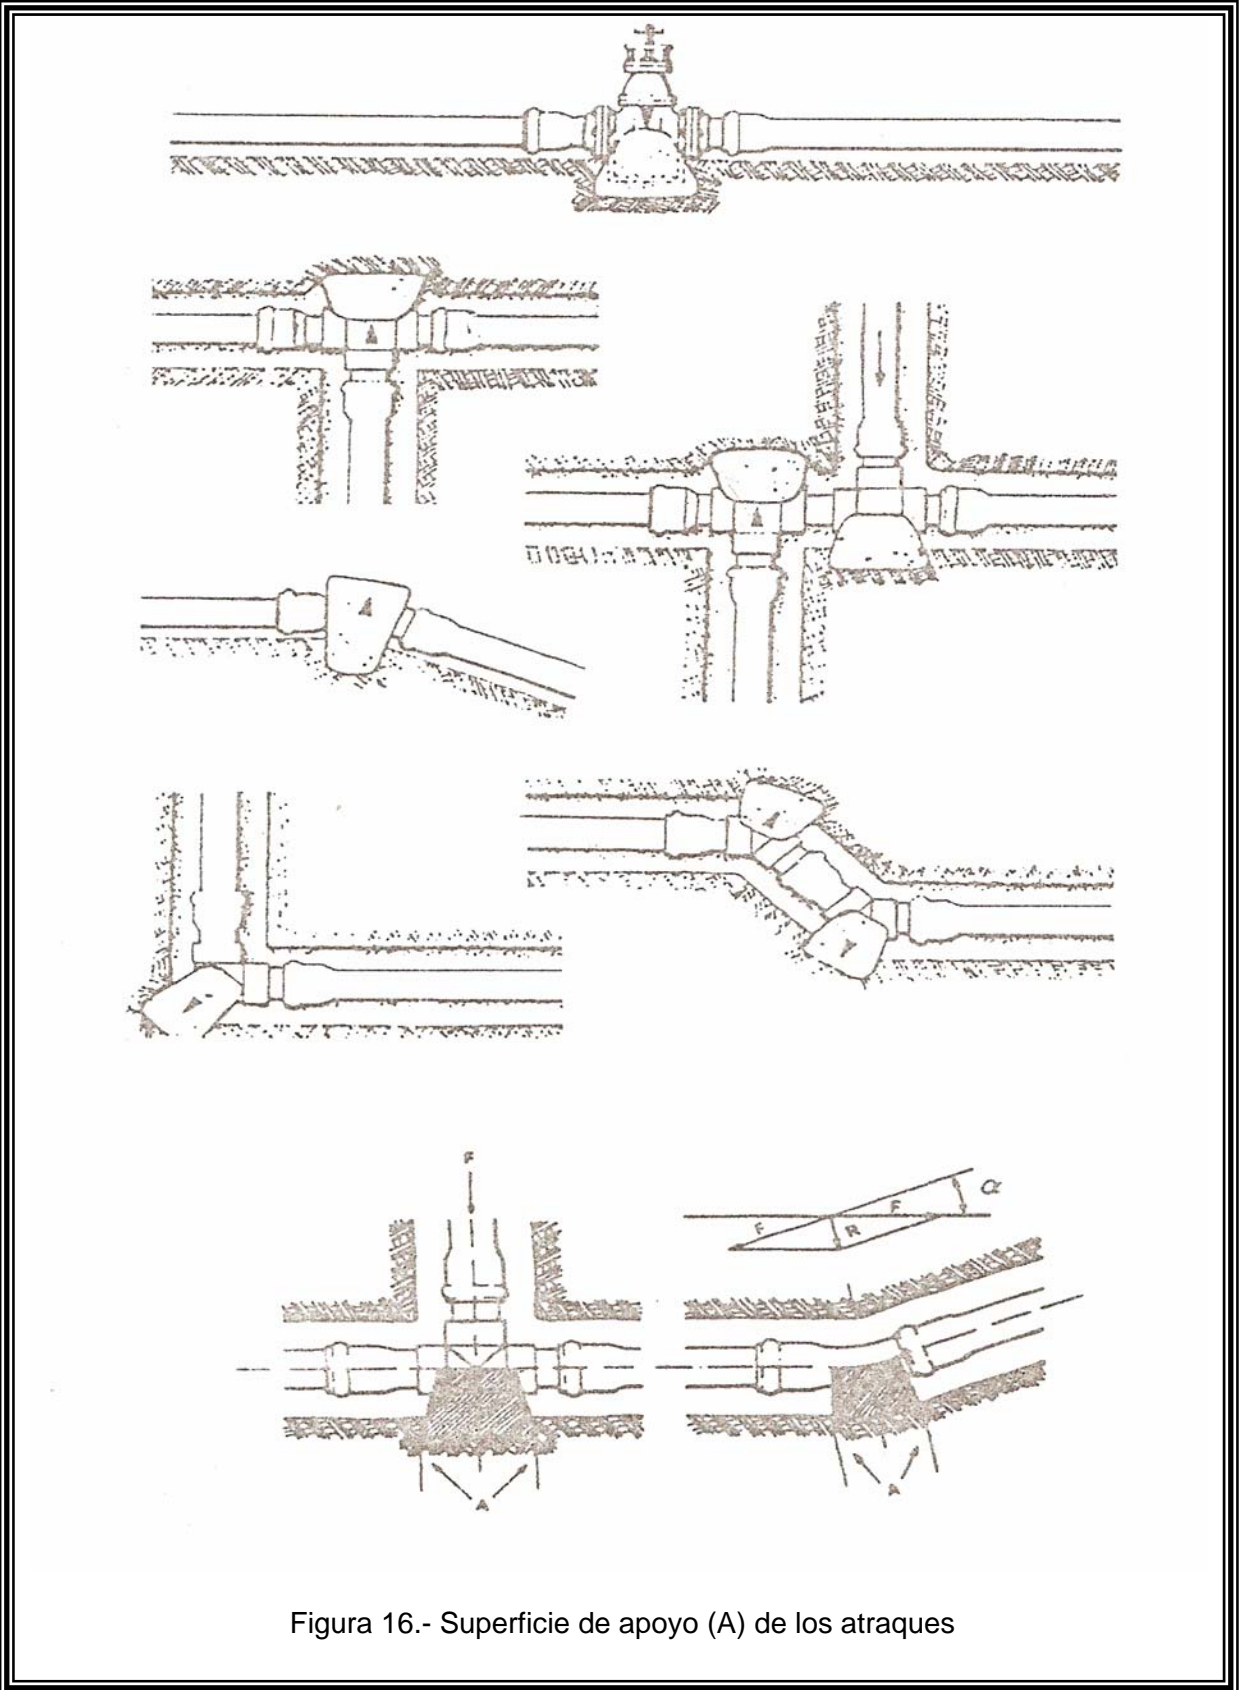 F
α
F
F
R
A
A
Figura 16.- Superficie de apoyo (A) de los atraques